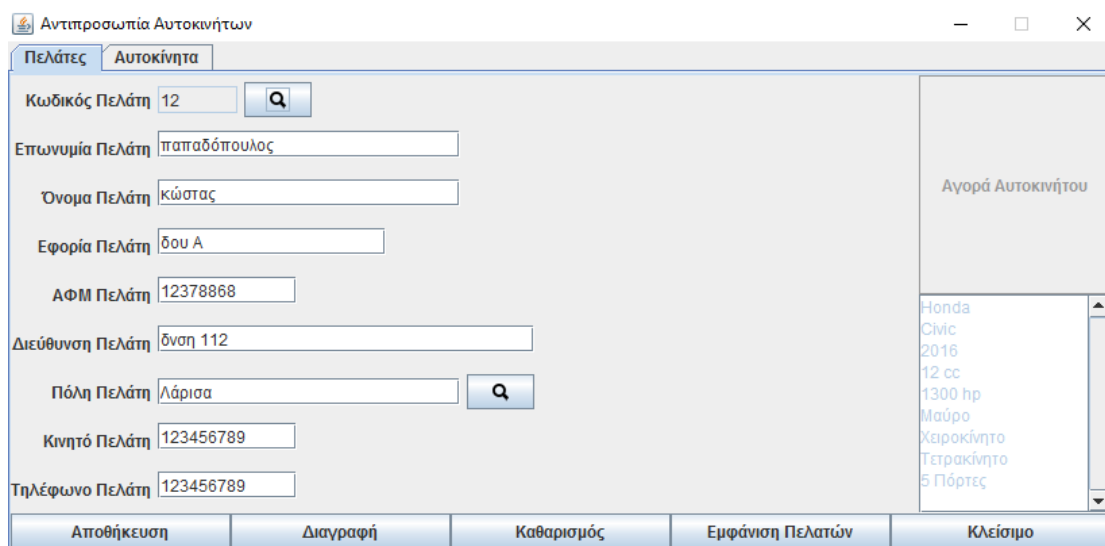 Αντιπροσωπία Αυτοκινήτων
Πελάτες Αυτοκίνητα
Κωδικός Πελάτη 12
Επωνυμία Πελάτη παπαδόπουλος
Όνομα Πελάτη κώστας
Εφορία Πελάτη δου Α
ΑΦΜ Πελάτη 12378868
Διεύθυνση Πελάτη δνση 112
Πόλη Πελάτη Λάρισα
Κινητό Πελάτη 123456789
Τηλέφωνο Πελάτη 123456789
Αγορά Αυτοκινήτου
Honda
Civic
2016
12 cc
1300 hp
Μαύρο
Χειροκίνητο
Τετρακίνητο
5 Πόρτες
Αποθήκευση Διαγραφή Καθαρισμός Εμφάνιση Πελατών Κλείσιμο